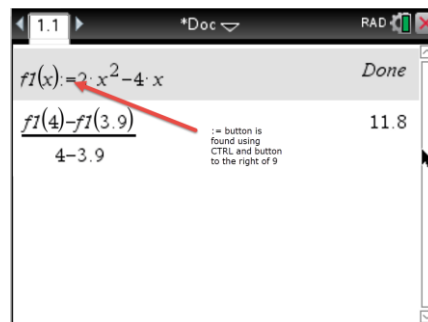 1.1 *Doc RAD
f1(x):=2·x²−4·x Done
f1(4)−f1(3.9)
4−3.9
11.8
:= button is
found using
CTRL and button
to the right of 9